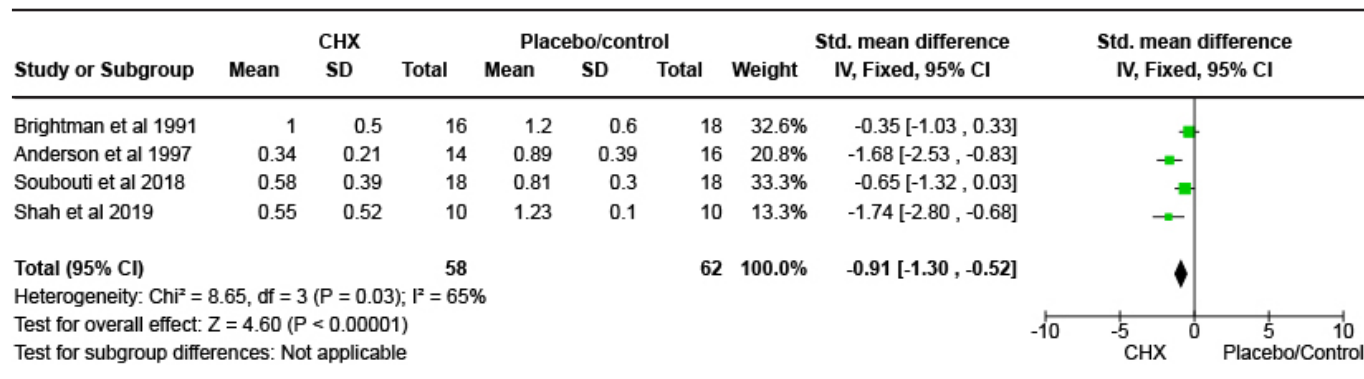 CHX Placebo/control Std. mean difference Std. mean difference
Study or Subgroup Mean SD Total Mean SD Total Weight IV, Fixed, 95% CI IV, Fixed, 95% CI
Brightman et al 1991 1 0.5 16 1.2 0.6 18 32.6% -0.35 [-1.03 , 0.33]
Anderson et al 1997 0.34 0.21 14 0.89 0.39 16 20.8% -1.68 [-2.53 , -0.83]
Soubouti et al 2018 0.58 0.39 18 0.81 0.3 18 33.3% -0.65 [-1.32 , 0.03]
Shah et al 2019 0.55 0.52 10 1.23 0.1 10 13.3% -1.74 [-2.80 , -0.68]
Total (95% CI) 58 62 100.0% -0.91 [-1.30 , -0.52]
Heterogeneity: Chi² = 8.65, df = 3 (P = 0.03); I² = 65%
Test for overall effect: Z = 4.60 (P < 0.00001)
Test for subgroup differences: Not applicable
-10 -5 0 5 10
CHX Placebo/Control